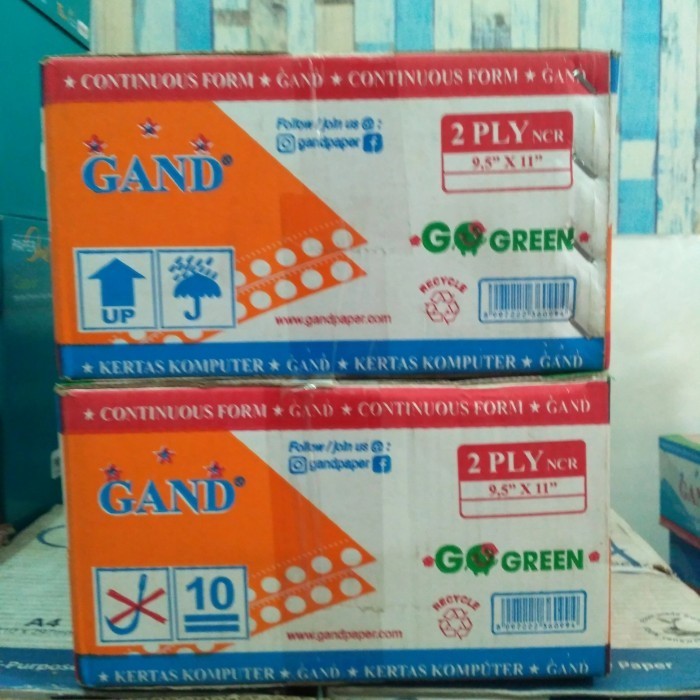 ★ CONTINUOUS FORM ★ GAND ★ CONTINUOUS FORM ★ GAND
Follow / join us @ :
gandpaper
GAND®
2 PLY NCR
9,5" X 11"
GO GREEN
RECYCLE
UP
www.gandpaper.com
★ KERTAS KOMPUTER ★ GAND ★ KERTAS KOMPUTER ★ GAND
★ CONTINUOUS FORM ★ GAND ★ CONTINUOUS FORM ★ GAND
Follow / join us @ :
gandpaper
GAND®
2 PLY NCR
9,5" X 11"
GO GREEN
RECYCLE
10
www.gandpaper.com
★ KERTAS KOMPUTER ★ GAND ★ KERTAS KOMPUTER ★ GAND
PAPER
A4
Paper